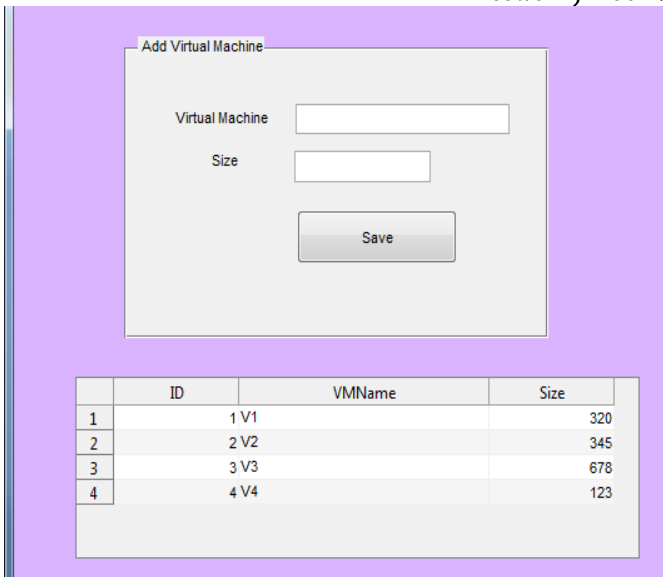 Add Virtual Machine
Virtual Machine
Size
Save
ID VMName Size
1 1 V1 320
2 2 V2 345
3 3 V3 678
4 4 V4 123